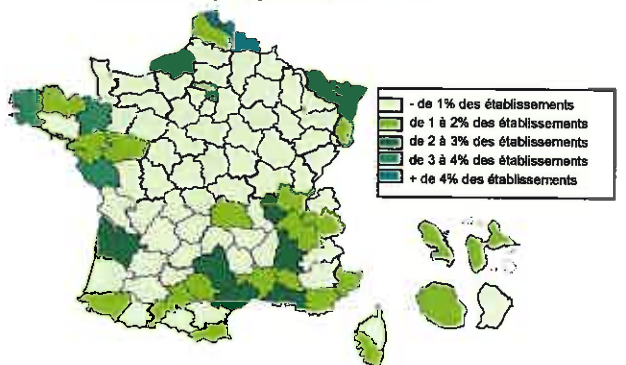 - de 1% des établissements
de 1 à 2% des établissements
de 2 à 3% des établissements
de 3 à 4% des établissements
+ de 4% des établissements